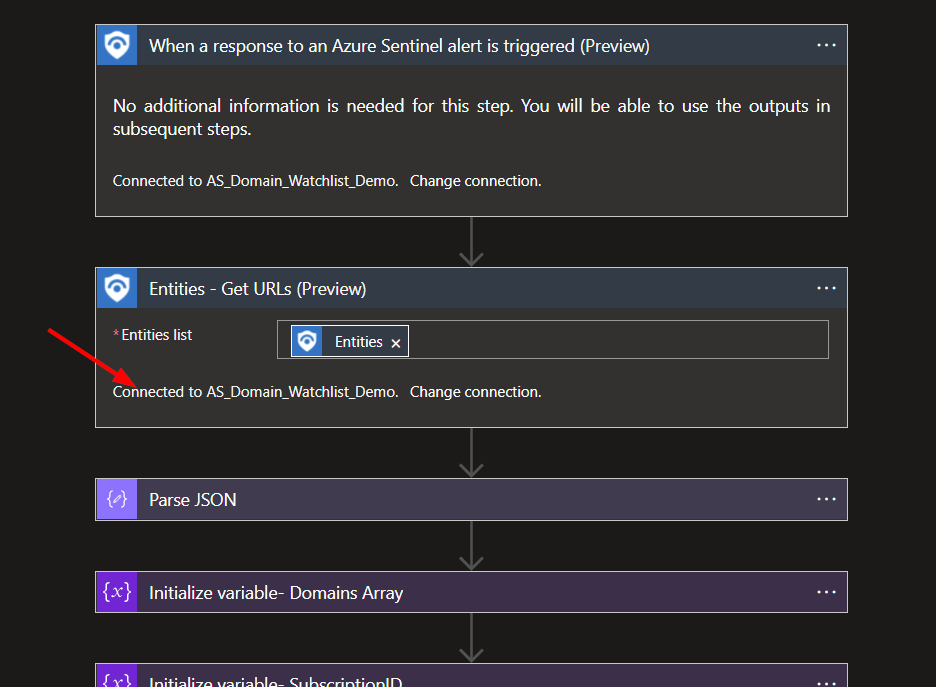 When a response to an Azure Sentinel alert is triggered (Preview)
No additional information is needed for this step. You will be able to use the outputs in
subsequent steps.
Connected to AS_Domain_Watchlist_Demo. Change connection.
Entities - Get URLs (Preview)
*Entities list
Entities ×
Connected to AS_Domain_Watchlist_Demo. Change connection.
{} Parse JSON
{x} Initialize variable- Domains Array
{x} Initialize variable- SubscriptionID